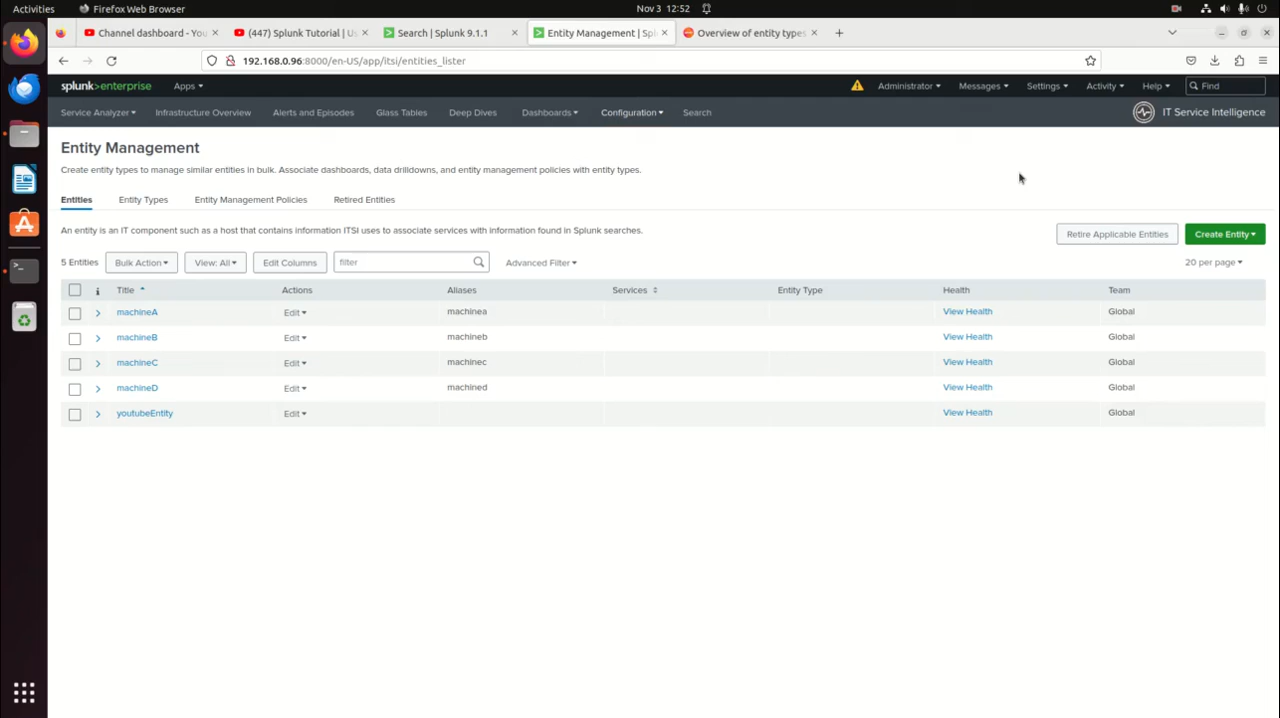 Activities Firefox Web Browser Nov 3 12:52
Channel dashboard - You (447) Splunk Tutorial | Us Search | Splunk 9.1.1 Entity Management | Spl Overview of entity types
192.168.0.96:8000/en-US/app/itsi/entities_lister
splunk>enterprise Apps Administrator Messages Settings Activity Help Find
Service Analyzer Infrastructure Overview Alerts and Episodes Glass Tables Deep Dives Dashboards Configuration Search IT Service Intelligence
Entity Management
Create entity types to manage similar entities in bulk. Associate dashboards, data drilldowns, and entity management policies with entity types.
Entities Entity Types Entity Management Policies Retired Entities
An entity is an IT component such as a host that contains information ITSI uses to associate services with information found in Splunk searches.
Retire Applicable Entities Create Entity
5 Entities Bulk Action View: All Edit Columns filter Advanced Filter 20 per page
i Title Actions Aliases Services Entity Type Health Team
machineA Edit machinea View Health Global
machineB Edit machineb View Health Global
machineC Edit machinec View Health Global
machineD Edit machined View Health Global
youtubeEntity Edit View Health Global